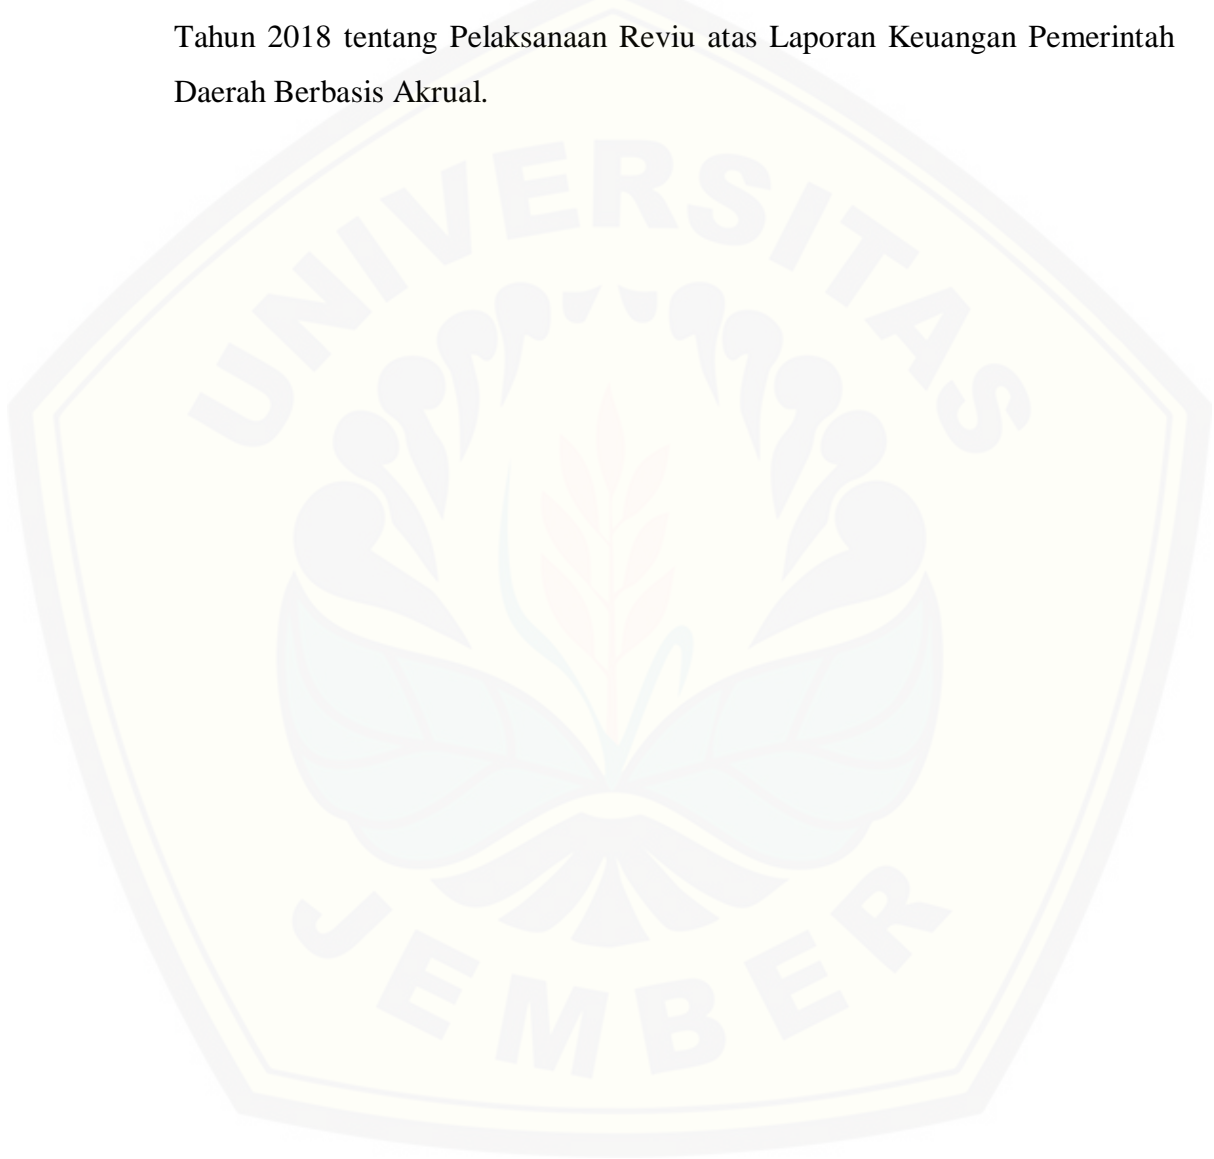 Tahun 2018 tentang Pelaksanaan Reviu atas Laporan Keuangan Pemerintah
Daerah Berbasis Akrual.
UNIVERSITAS
JEMBER